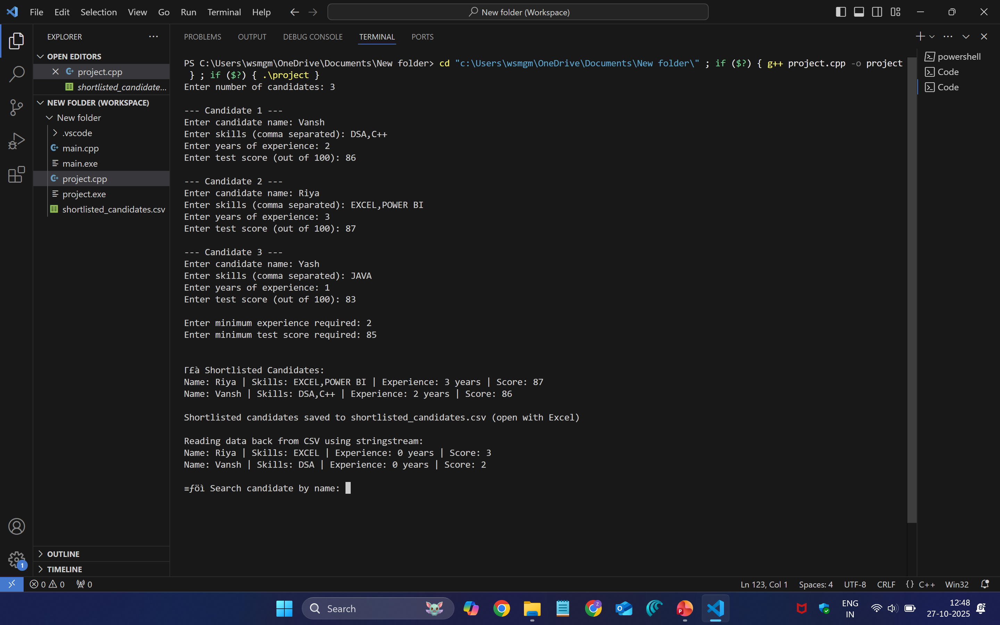 File Edit Selection View Go Run Terminal Help
New folder (Workspace)
EXPLORER
OPEN EDITORS
project.cpp
shortlisted_candidate...
NEW FOLDER (WORKSPACE)
New folder
.vscode
main.cpp
main.exe
project.cpp
project.exe
shortlisted_candidates.csv
OUTLINE
TIMELINE
PROBLEMS OUTPUT DEBUG CONSOLE TERMINAL PORTS
PS C:\Users\wsmgm\OneDrive\Documents\New folder> cd "c:\Users\wsmgm\OneDrive\Documents\New folder\" ; if ($?) { g++ project.cpp -o project
 } ; if ($?) { .\project }
Enter number of candidates: 3
--- Candidate 1 ---
Enter candidate name: Vansh
Enter skills (comma separated): DSA,C++
Enter years of experience: 2
Enter test score (out of 100): 86
--- Candidate 2 ---
Enter candidate name: Riya
Enter skills (comma separated): EXCEL,POWER BI
Enter years of experience: 3
Enter test score (out of 100): 87
--- Candidate 3 ---
Enter candidate name: Yash
Enter skills (comma separated): JAVA
Enter years of experience: 1
Enter test score (out of 100): 83
Enter minimum experience required: 2
Enter minimum test score required: 85
Γ£à Shortlisted Candidates:
Name: Riya | Skills: EXCEL,POWER BI | Experience: 3 years | Score: 87
Name: Vansh | Skills: DSA,C++ | Experience: 2 years | Score: 86
Shortlisted candidates saved to shortlisted_candidates.csv (open with Excel)
Reading data back from CSV using stringstream:
Name: Riya | Skills: EXCEL | Experience: 0 years | Score: 3
Name: Vansh | Skills: DSA | Experience: 0 years | Score: 2
≡ƒöì Search candidate by name:
powershell
Code
Code
1
0 0 0
Ln 123, Col 1 Spaces: 4 UTF-8 CRLF {} C++ Win32
Search
Z
O
P
ENG
IN
12:48
27-10-2025